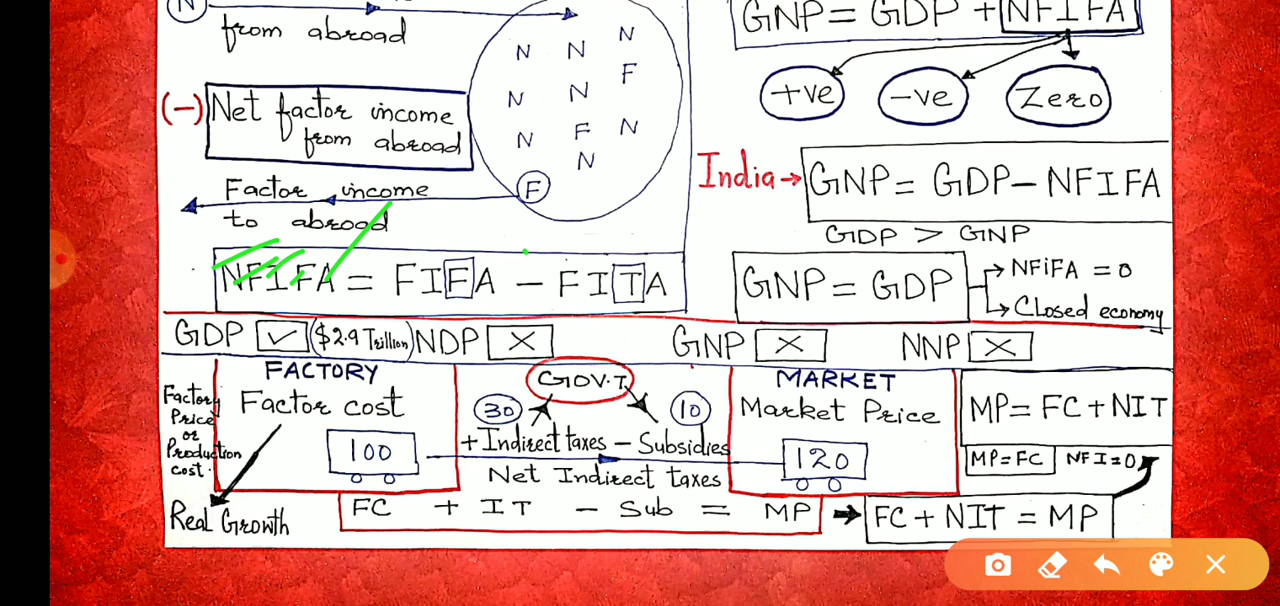 N
from abroad
N N N
F
N N
N F N
N
(-) Net factor income
from abroad
Factor income
to abroad
F
NFIFA = FIFA - FITA
GNP = GDP + NFIFA
+ve -ve Zero
India → GNP = GDP - NFIFA
GDP > GNP
GNP = GDP
NFiFA = 0
Closed economy
GDP ✓ ($2.9 Trillion) NDP X GNP X NNP X
FACTORY
Factor cost
100
Factory
Price
or
Production
cost.
Real Growth
GOVT.
30 10
+ Indirect taxes - Subsidies
Net Indirect taxes
MARKET
Market Price
120
MP = FC + NIT
MP = FC NFI = 0
FC + IT - Sub = MP → FC + NIT = MP